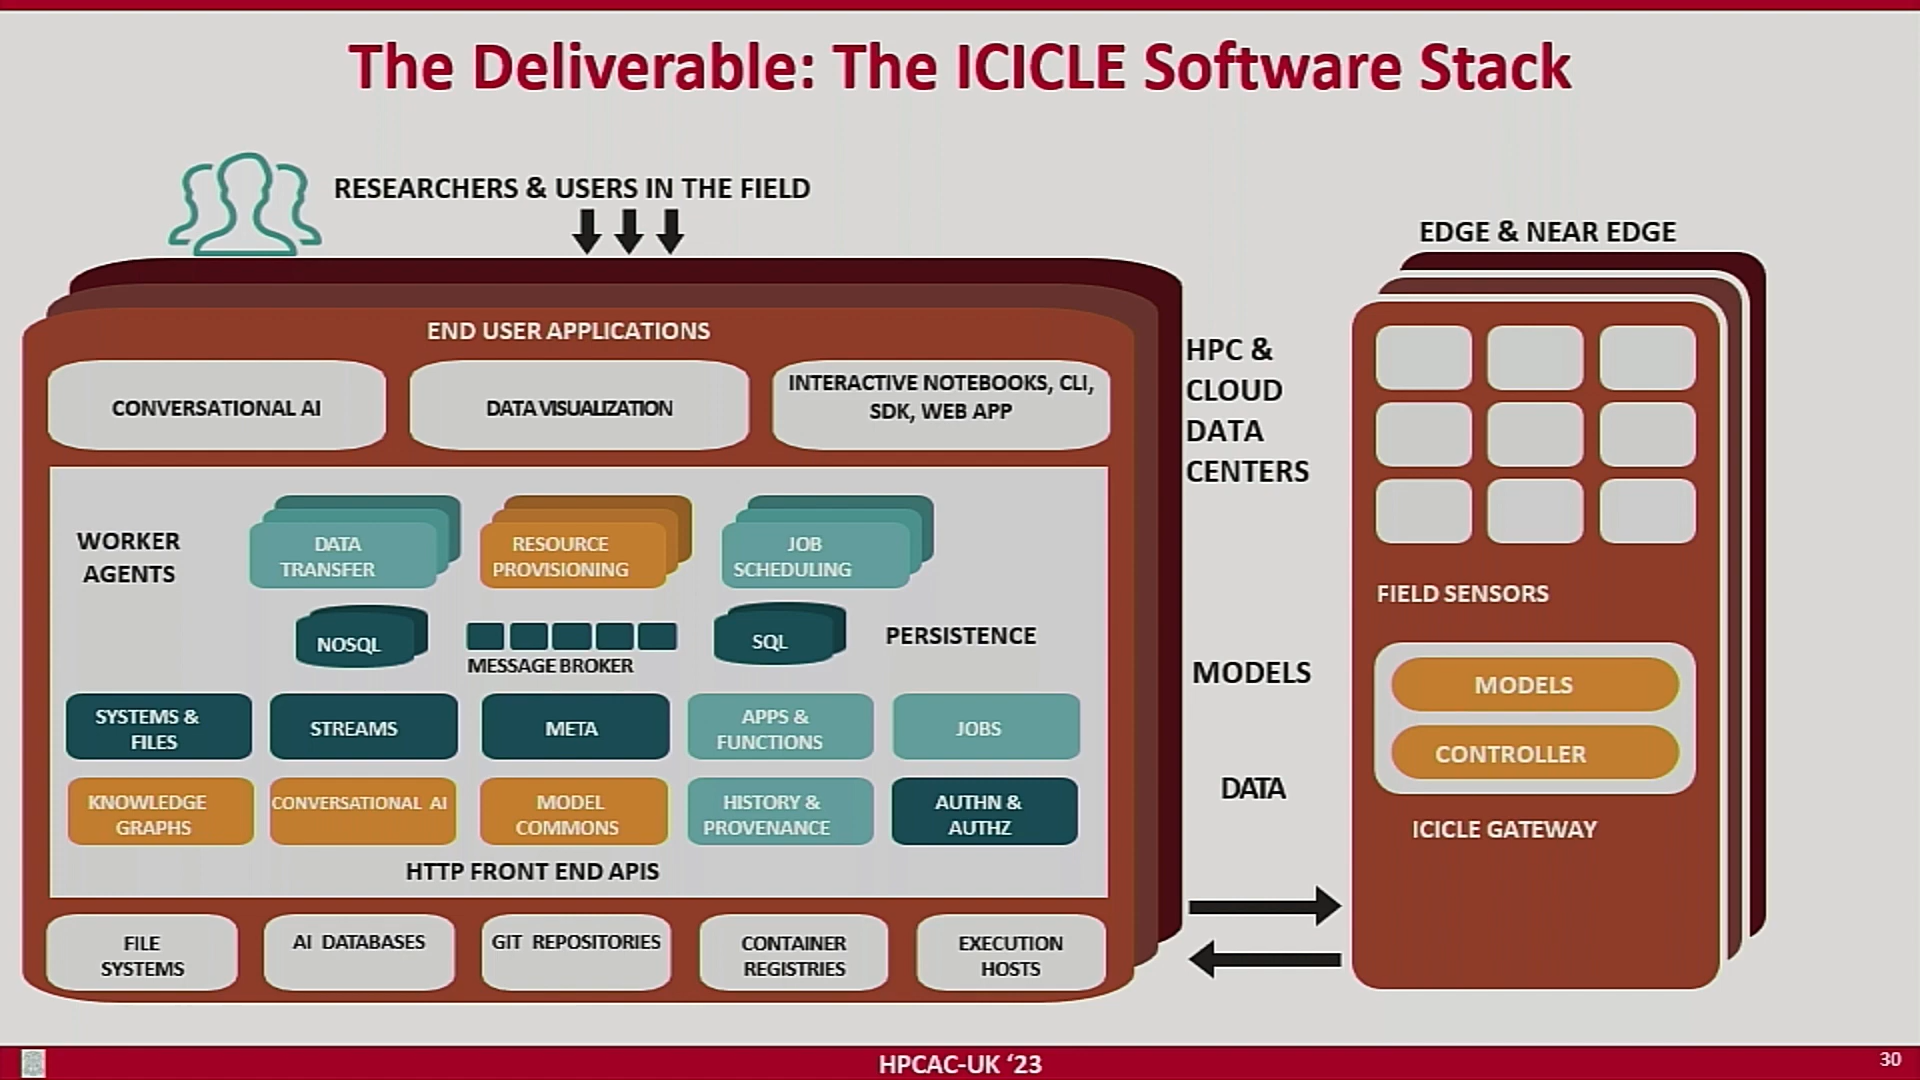 The Deliverable: The ICICLE Software Stack
RESEARCHERS & USERS IN THE FIELD
EDGE & NEAR EDGE
END USER APPLICATIONS
CONVERSATIONAL AI
DATA VISUALIZATION
INTERACTIVE NOTEBOOKS, CLI,
SDK, WEB APP
HPC &
CLOUD
DATA
CENTERS
WORKER
AGENTS
DATA
TRANSFER
RESOURCE
PROVISIONING
JOB
SCHEDULING
NOSQL
MESSAGE BROKER
SQL
PERSISTENCE
SYSTEMS &
FILES
STREAMS
META
APPS &
FUNCTIONS
JOBS
KNOWLEDGE
GRAPHS
CONVERSATIONAL AI
MODEL
COMMONS
HISTORY &
PROVENANCE
AUTHN &
AUTHZ
HTTP FRONT END APIS
FILE
SYSTEMS
AI DATABASES
GIT REPOSITORIES
CONTAINER
REGISTRIES
EXECUTION
HOSTS
MODELS
DATA
FIELD SENSORS
MODELS
CONTROLLER
ICICLE GATEWAY
HPCAC-UK ‘23
30